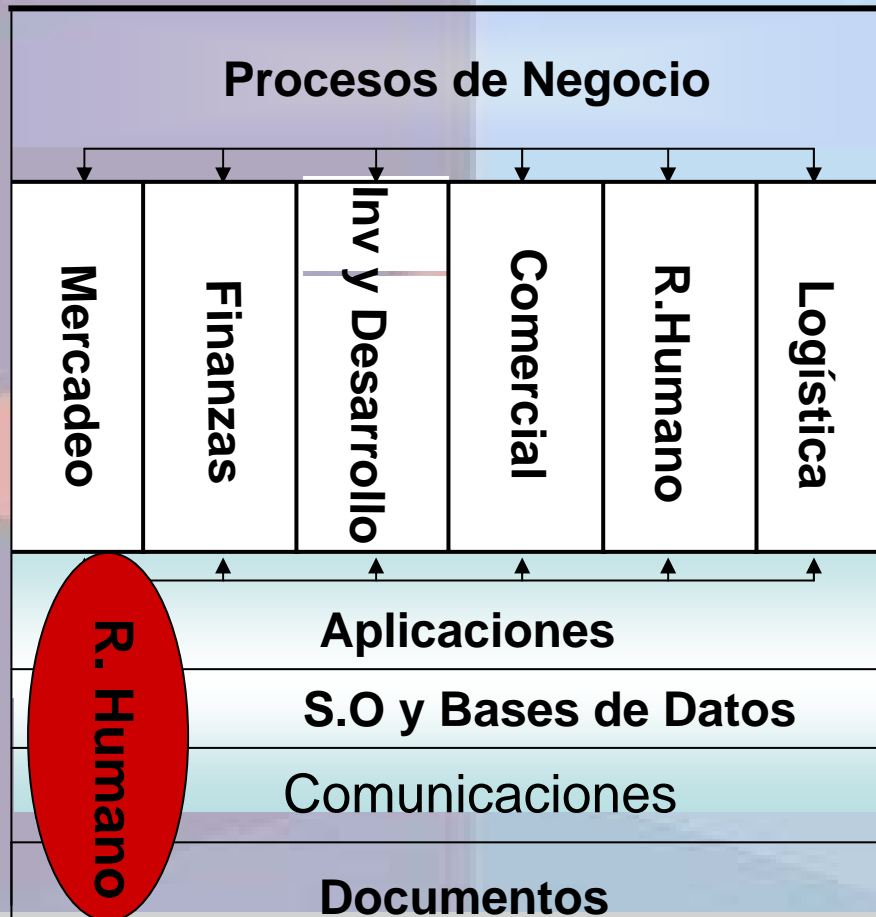 Procesos de Negocio
Mercadeo
Finanzas
Inv y Desarrollo
Comercial
R.Humano
Logística
R. Humano
Aplicaciones
S.O y Bases de Datos
Comunicaciones
Documentos